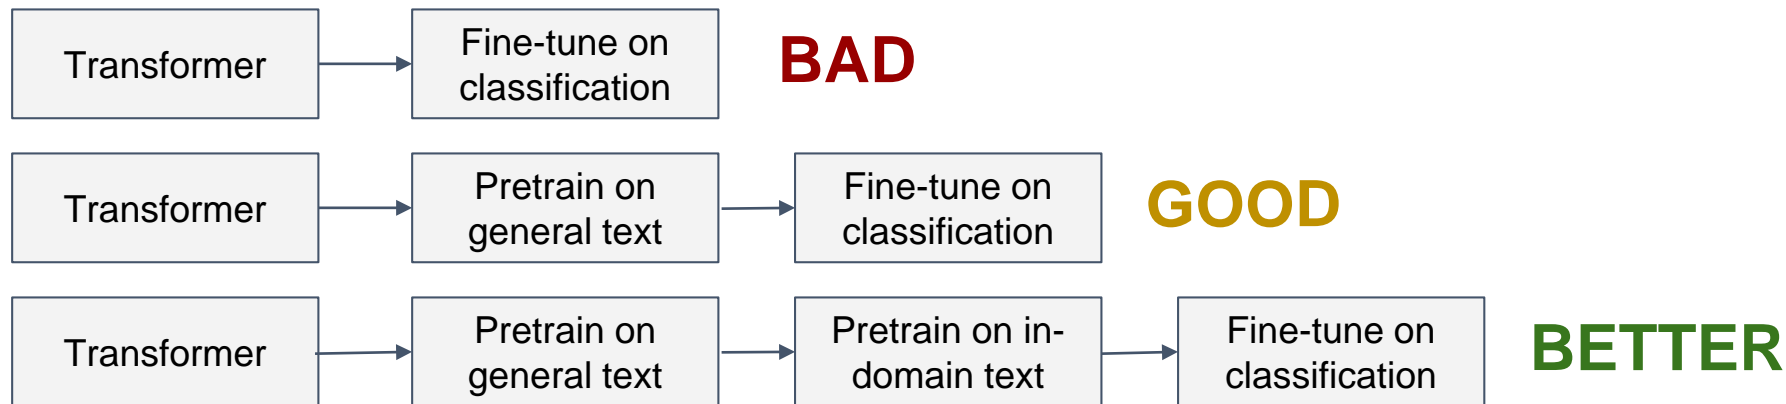 Transformer
Fine-tune on
classification
BAD
Transformer
Pretrain on
general text
Fine-tune on
classification
GOOD
Transformer
Pretrain on
general text
Pretrain on in-
domain text
Fine-tune on
classification
BETTER